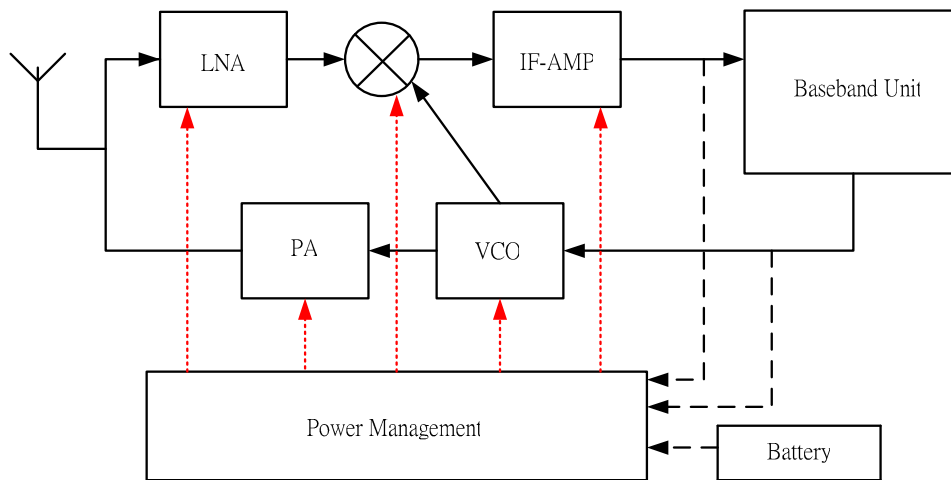 LNA
IF-AMP
Baseband Unit
PA
VCO
Power Management
Battery